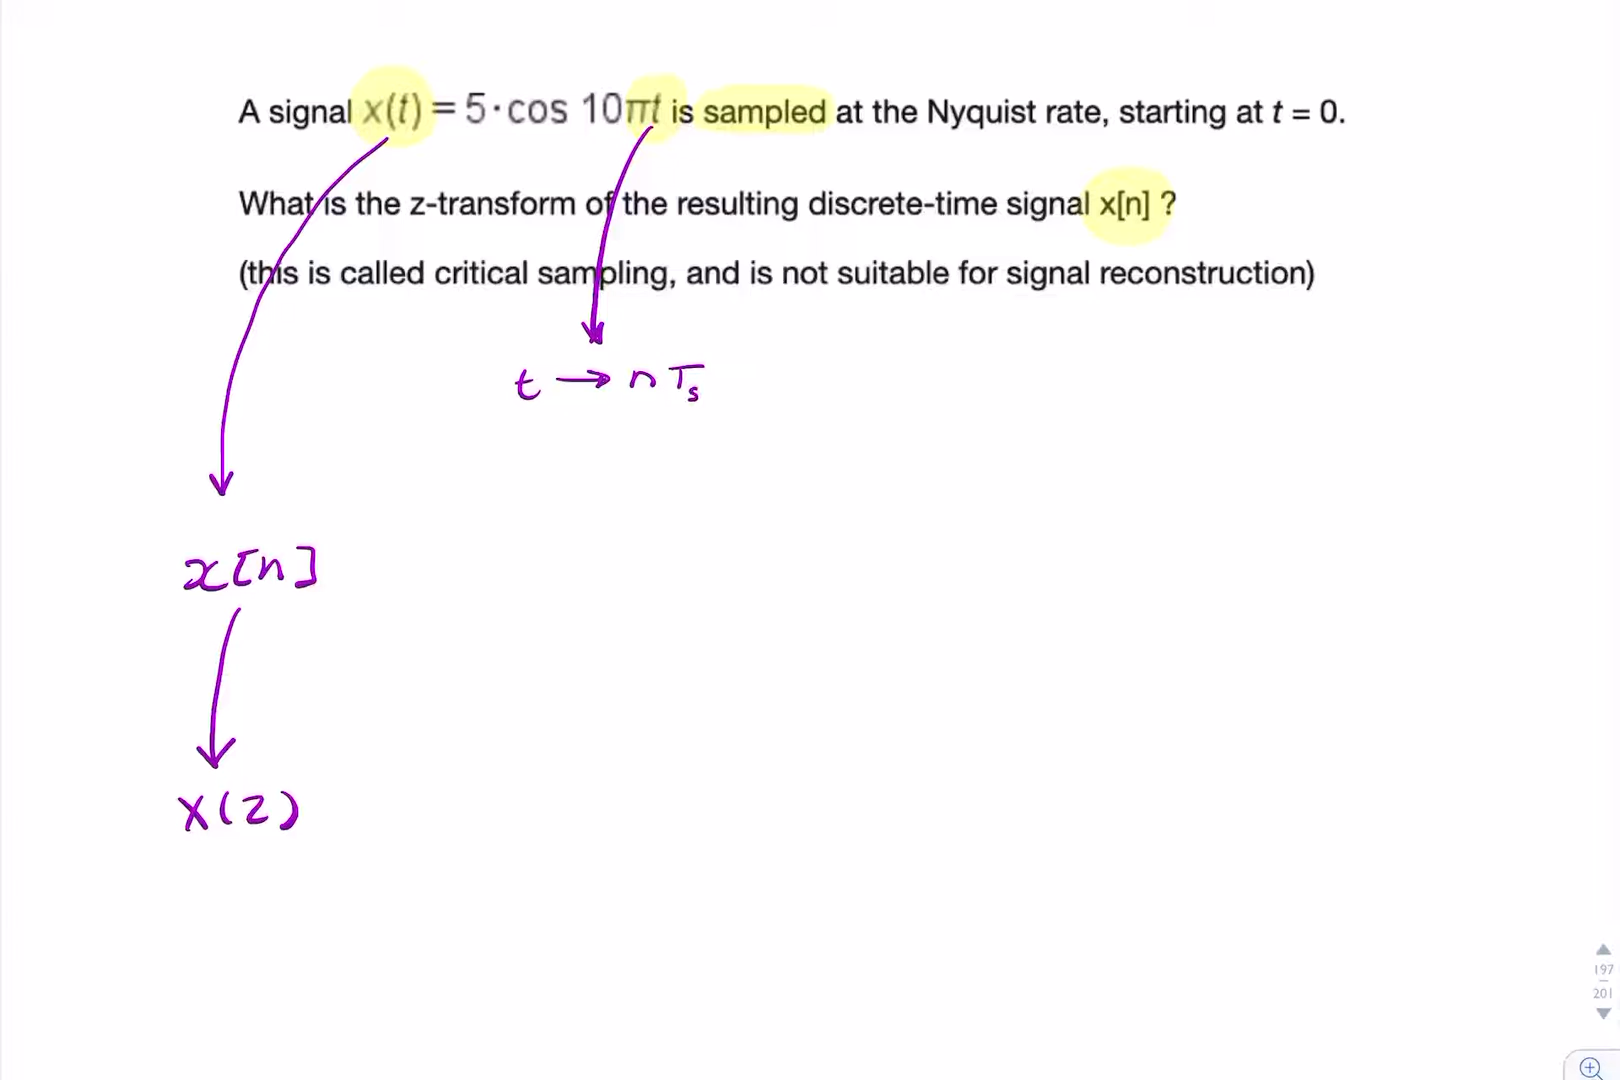 A signal x(t) = 5·cos 10πt is sampled at the Nyquist rate, starting at t = 0.
What is the z-transform of the resulting discrete-time signal x[n] ?
(this is called critical sampling, and is not suitable for signal reconstruction)
t → n Ts
x[n]
X(z)
197
201